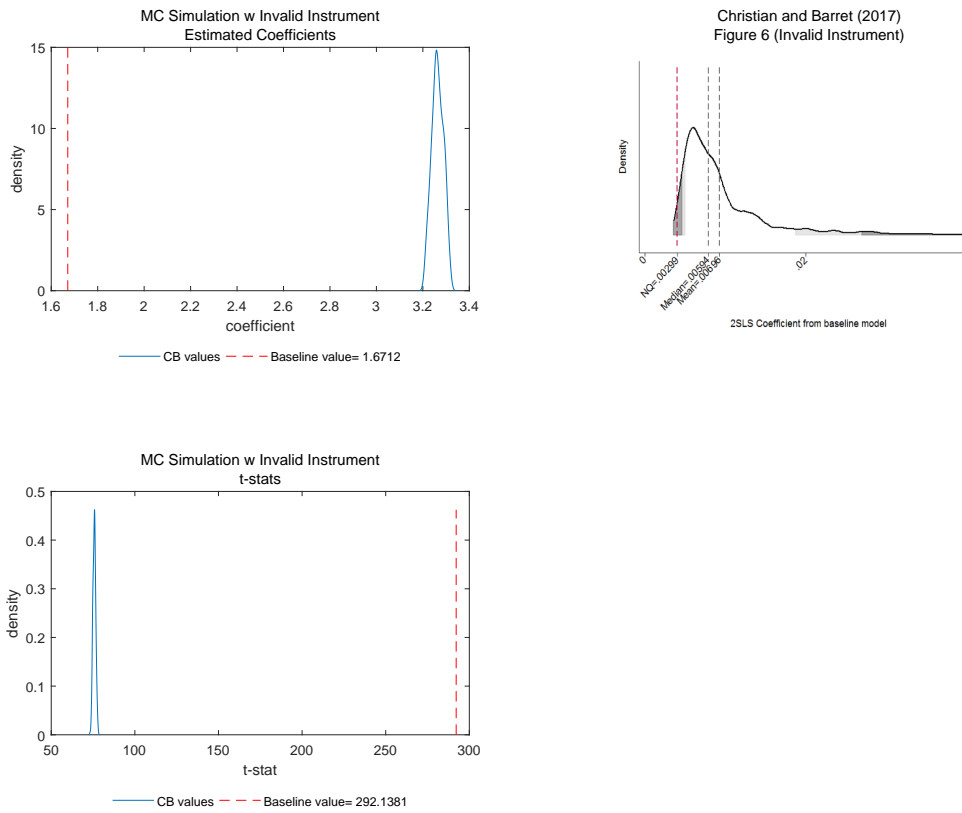 MC Simulation w Invalid Instrument
Estimated Coefficients
15
10
5
0
density
1.6
1.8
2
2.2
2.4
2.6
2.8
3
3.2
3.4
coefficient
CB values
Baseline value= 1.6712
Christian and Barret (2017)
Figure 6 (Invalid Instrument)
Density
0
NQ=.00299
Median=.00594
Mean=.00696
.02
2SLS Coefficient from baseline model
MC Simulation w Invalid Instrument
t-stats
0.5
0.4
0.3
0.2
0.1
0
density
50
100
150
200
250
300
t-stat
CB values
Baseline value= 292.1381